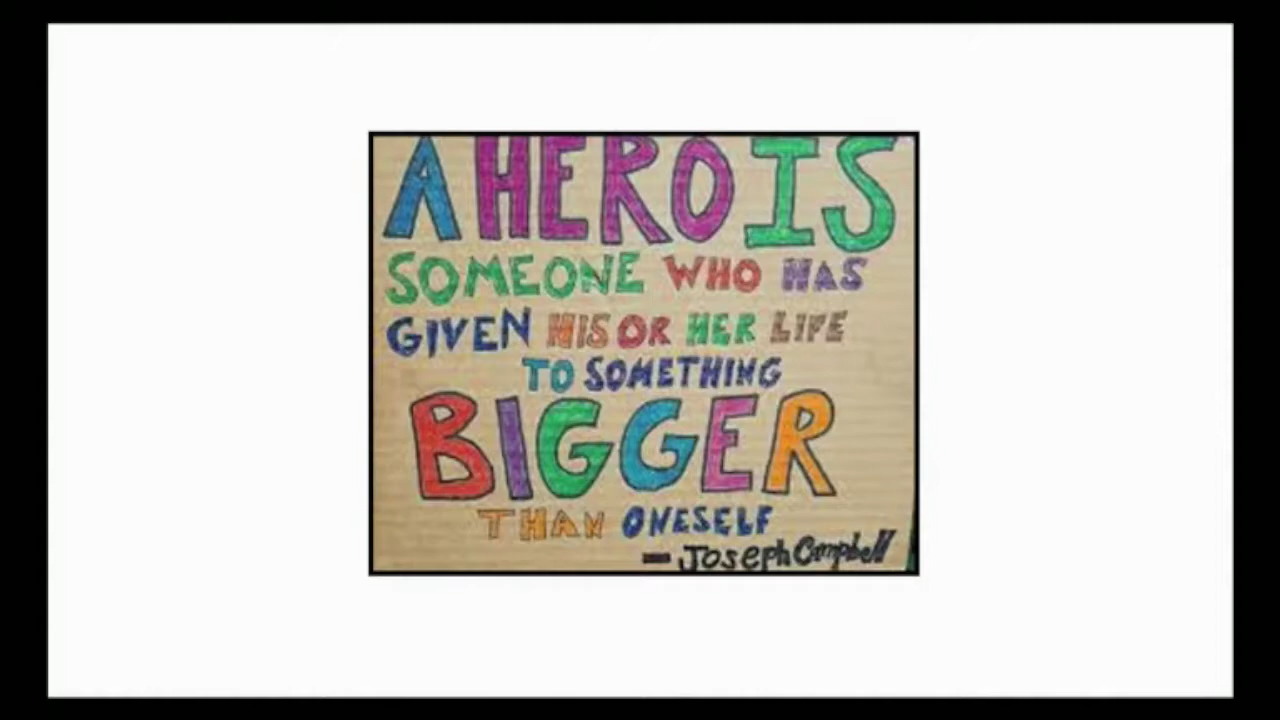 A HERO IS
SOMEONE WHO HAS
GIVEN HIS OR HER LIFE
TO SOMETHING
BIGGER
THAN ONESELF
- Joseph Campbell